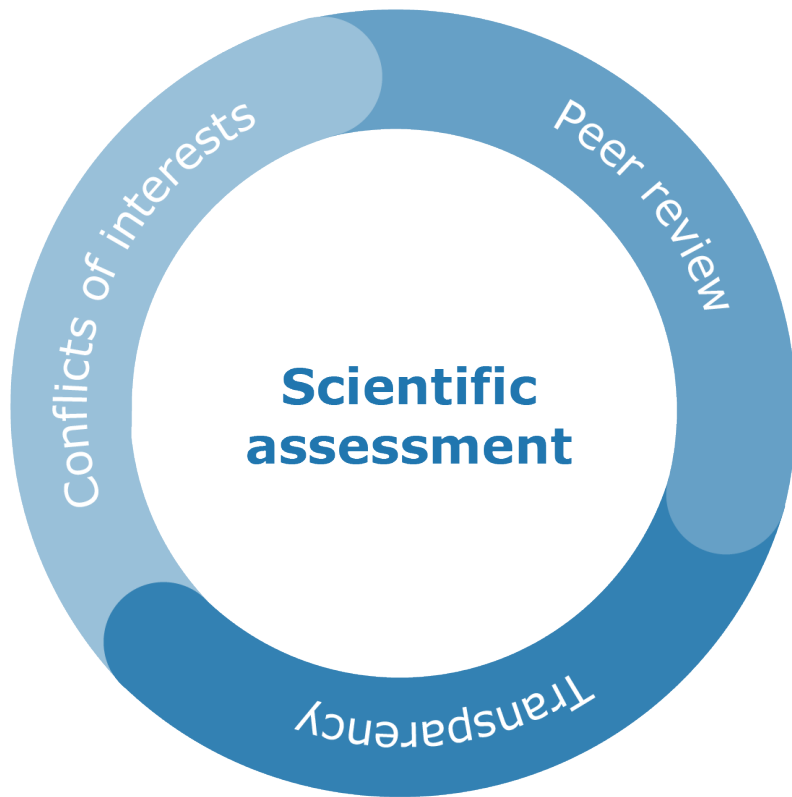 Conflicts of interests
Peer review
Scientific
assessment
Transparency